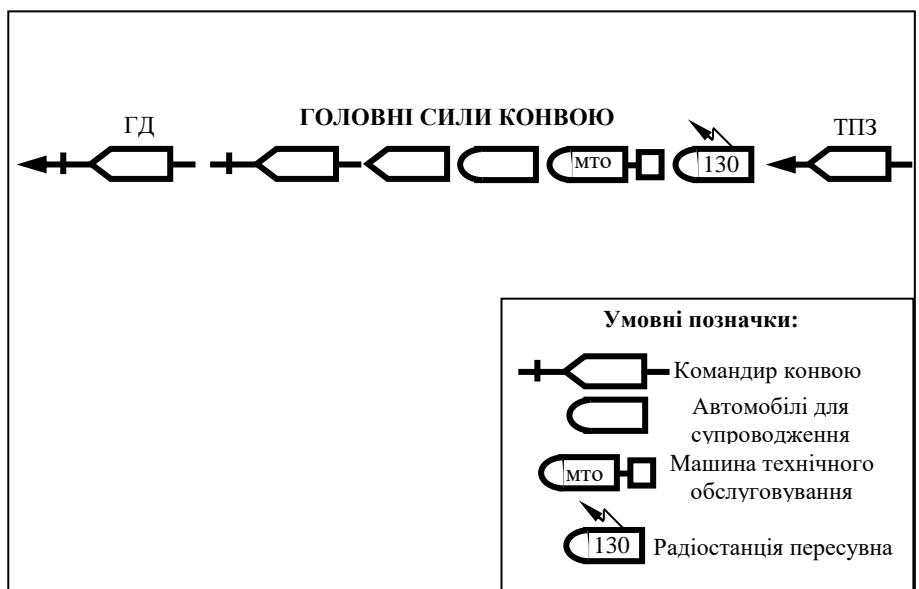 ГД
ГОЛОВНІ СИЛИ КОНВОЮ
ТПЗ
мто
130
Умовні позначки:
Командир конвою
Автомобілі для
супроводження
мто
Машина технічного
обслуговування
130
Радіостанція пересувна